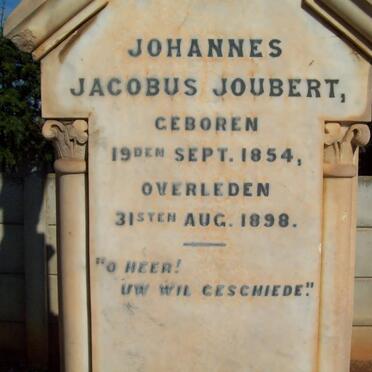 JOHANNES
JACOBUS JOUBERT,
GEBOREN
19DEN SEPT. 1854,
OVERLEDEN
31STEN AUG. 1898.
"O HEER!
UW WIL GESCHIEDE."